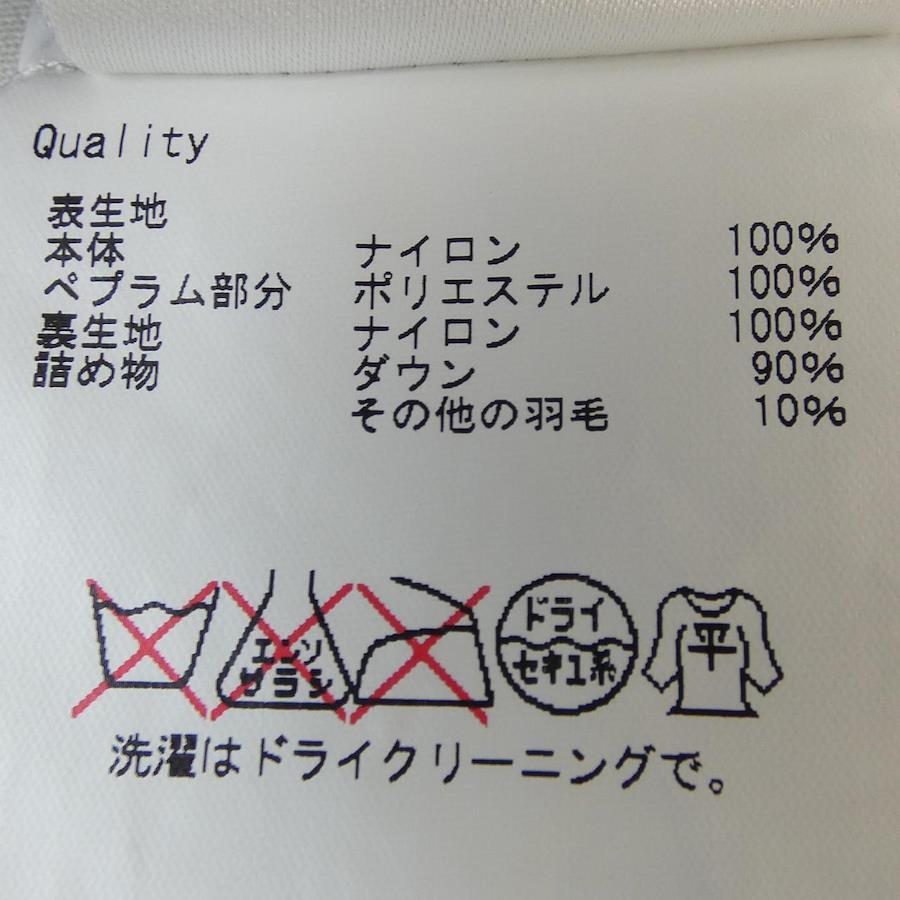 Quality
表生地
本体 ナイロン 100%
ペプラム部分 ポリエステル 100%
裏生地 ナイロン 100%
詰め物 ダウン 90%
その他の羽毛 10%
エンソ
サラシ
ドライ
セキユ系
平
洗濯はドライクリーニングで。